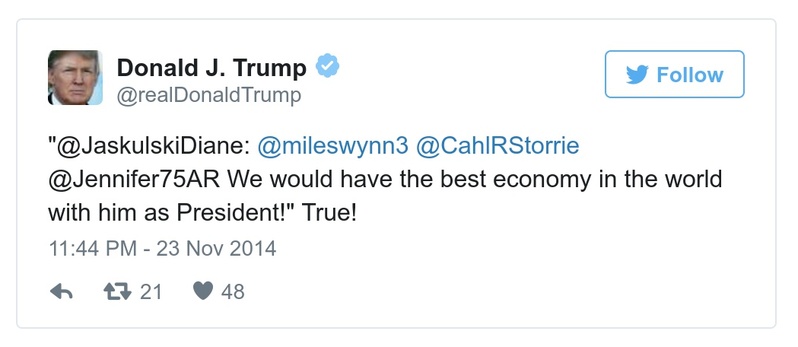 Donald J. Trump
@realDonaldTrump
Follow
"@JaskulskiDiane: @mileswynn3 @CahlRStorrie
@Jennifer75AR We would have the best economy in the world
with him as President!" True!
11:44 PM - 23 Nov 2014
21 48